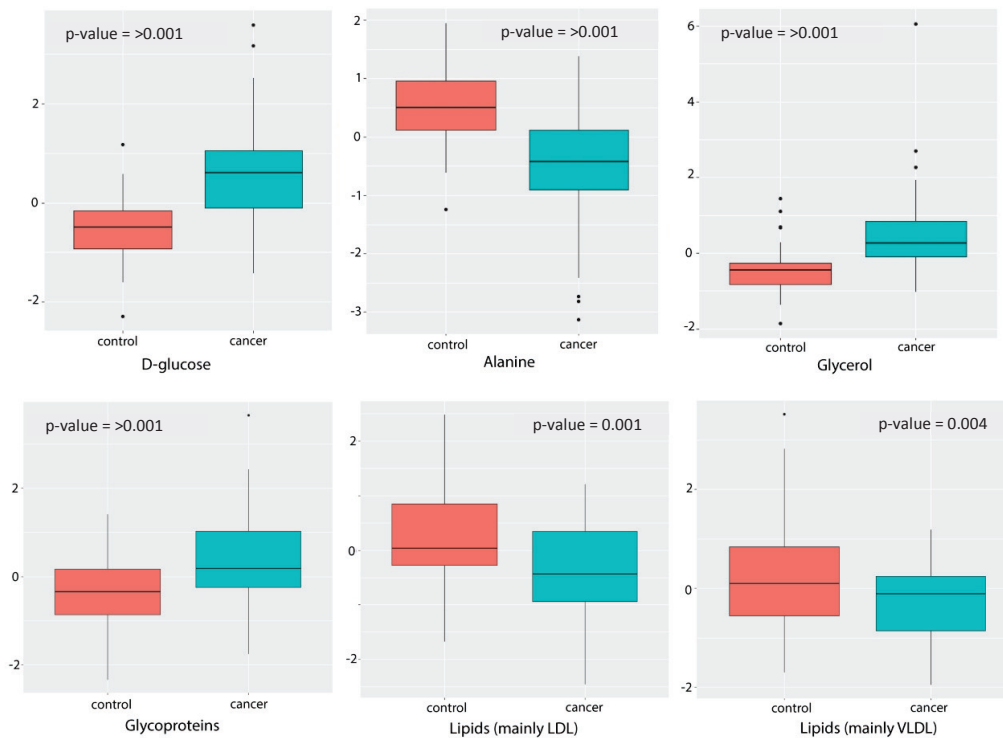 p-value = >0.001
2
0
-2
control cancer
D-glucose
p-value = >0.001
2
1
0
-1
-2
-3
control cancer
Alanine
p-value = >0.001
6
4
2
0
-2
control cancer
Glycerol
p-value = >0.001
2
0
-2
control cancer
Glycoproteins
p-value = 0.001
2
0
-2
control cancer
Lipids (mainly LDL)
p-value = 0.004
2
0
-2
control cancer
Lipids (mainly VLDL)